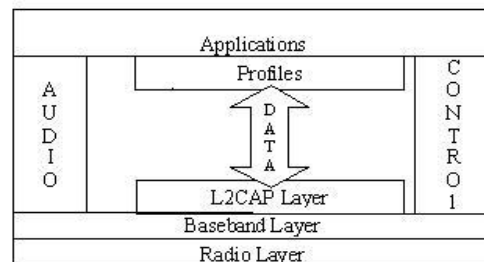 Applications
Profiles
AUDIO
DATA
CONTRO1
L2CAP Layer
Baseband Layer
Radio Layer